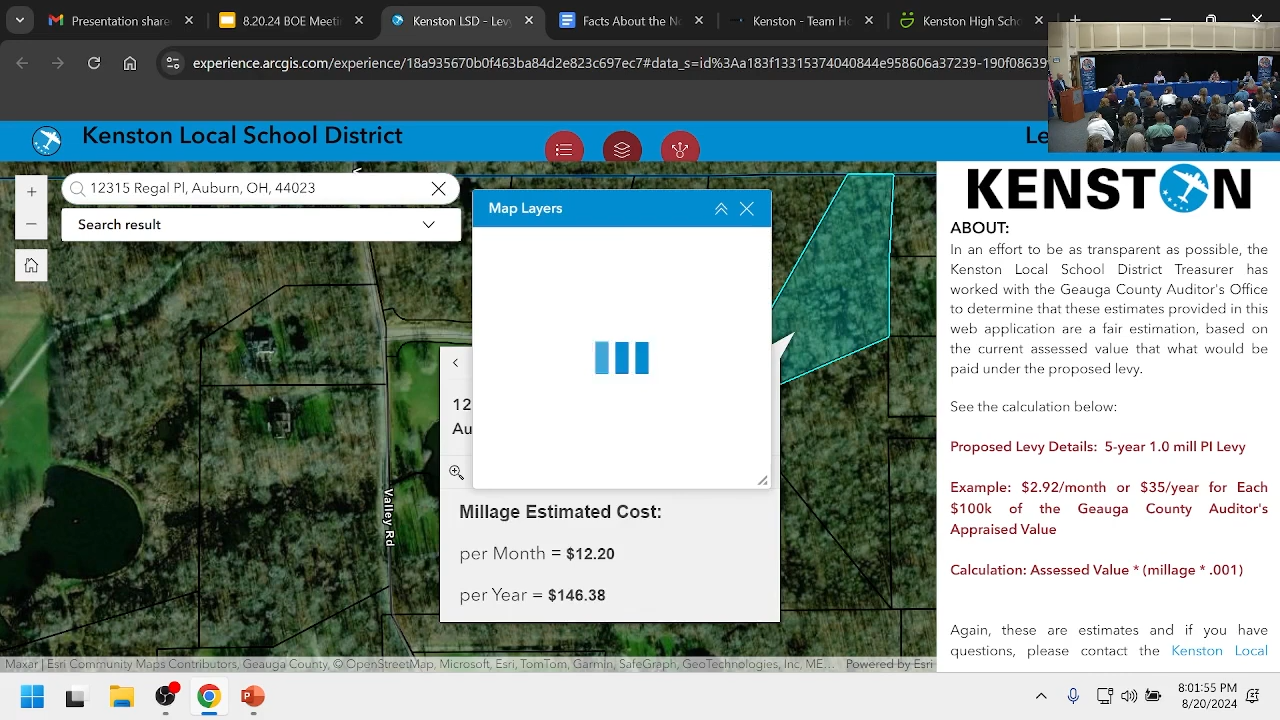 Presentation share
8.20.24 Meeti
Kenston LSD - Lev
Facts About the N
Kenston - Team H
Kenston High Sch
experience.arcgis.com/experience/18a935670b0f463ba84d2e823c697ec7#data_s=id%3Aa183f13315374040844e958606a37239-190f08639
Kenston Local School District
Le
12315 Regal Pl, Auburn, OH, 44023
Search result
Map Layers
12
Au
Valley Rd
Millage Estimated Cost:
per Month = $12.20
per Year = $146.38
KENSTON
ABOUT:
In an effort to be as transparent as possible, the
Kenston Local School District Treasurer has
worked with the Geauga County Auditor's Office
to determine that these estimates provided in this
web application are a fair estimation, based on
the current assessed value that what would be
paid under the proposed levy.
See the calculation below:
Proposed Levy Details: 5-year 1.0 mill PI Levy
Example: $2.92/month or $35/year for Each
$100k of the Geauga County Auditor's
Appraised Value
Calculation: Assessed Value * (millage * .001)
Again, these are estimates and if you have
questions, please contact the Kenston Local
Maxar | Esri Community Maps Contributors, Geauga County, © OpenStreetMap, Microsoft, Esri, TomTom, Garmin, SafeGraph, GeoTechnologies, Inc, ME...
Powered by Esri
8:01:55 PM
8/20/2024